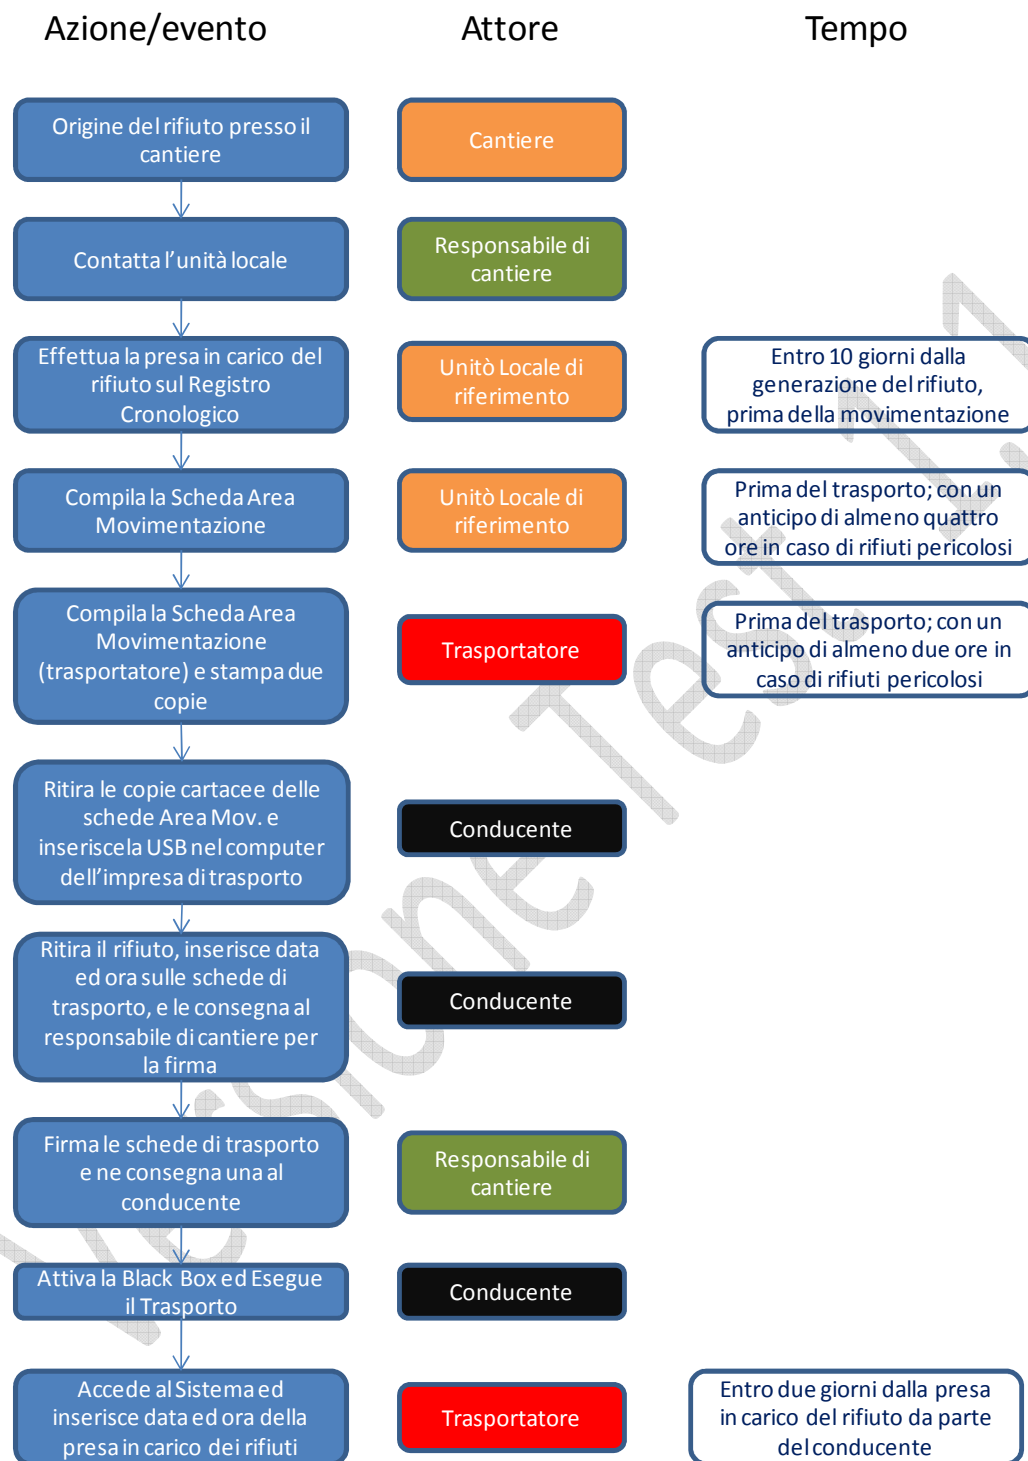 Azione/evento
Attore
Tempo
Origine del rifiuto presso il
cantiere
Cantiere
Contatta l'unità locale
Responsabile di
cantiere
Effettua la presa in carico del
rifiuto sul Registro
Cronologico
Unitò Locale di
riferimento
Entro 10 giorni dalla
generazione del rifiuto,
prima della movimentazione
Compila la Scheda Area
Movimentazione
Unitò Locale di
riferimento
Prima del trasporto; con un
anticipo di almeno quattro
ore in caso di rifiuti pericolosi
Compila la Scheda Area
Movimentazione
(trasportatore) e stampa due
copie
Trasportatore
Prima del trasporto; con un
anticipo di almeno due ore in
caso di rifiuti pericolosi
Ritira le copie cartacee delle
schede Area Mov. e
inserisce la USB nel computer
dell'impresa di trasporto
Conducente
Ritira il rifiuto, inserisce data
ed ora sulle schede di
trasporto, e le consegna al
responsabile di cantiere per
la firma
Conducente
Firma le schede di trasporto
e ne consegna una al
conducente
Responsabile di
cantiere
Attiva la Black Box ed Esegue
il Trasporto
Conducente
Accede al Sistema ed
inserisce data ed ora della
presa in carico dei rifiuti
Trasportatore
Entro due giorni dalla presa
in carico del rifiuto da parte
del conducente
Versione Test 1.1